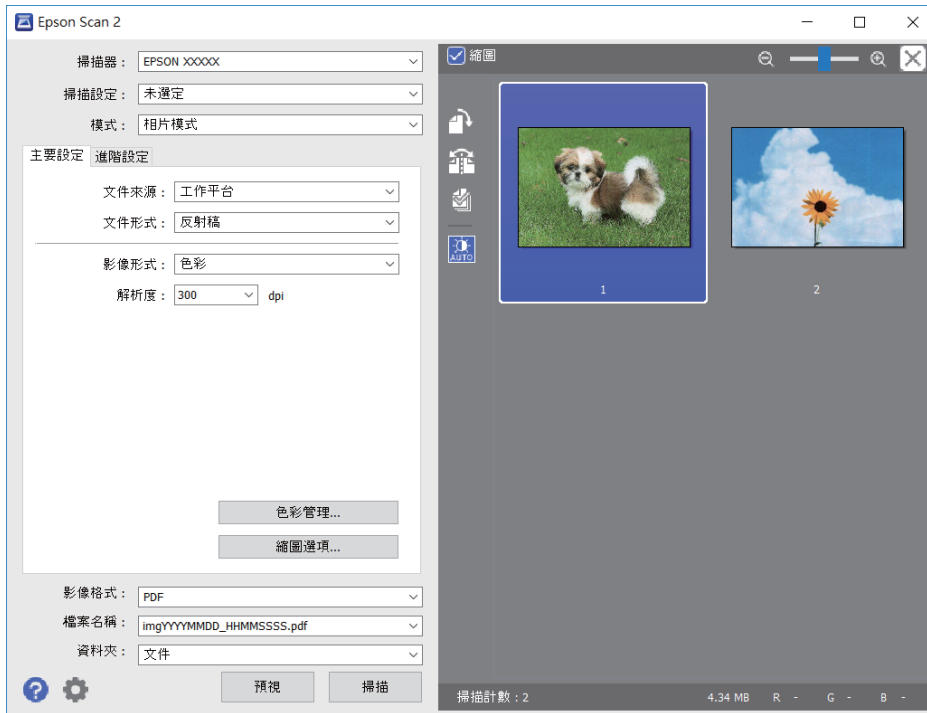 Epson Scan 2
掃描器： EPSON XXXXX
掃描設定： 未選定
模式： 相片模式
主要設定 進階設定
文件來源： 工作平台
文件形式： 反射稿
影像形式： 色彩
解析度： 300 dpi
色彩管理...
縮圖選項...
影像格式： PDF
檔案名稱： imgYYYYMMDD_HHMMSSSS.pdf
資料夾： 文件
? 預視 掃描
縮圖
AUTO
1 2
掃描計數：2 4.34 MB R - G - B -